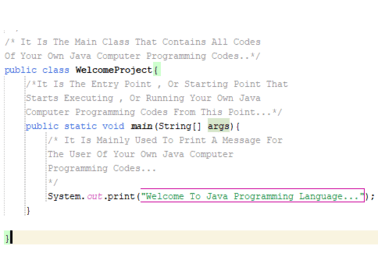 /* It Is The Main Class That Contains All Codes
Of Your Own Java Computer Programming Codes..*/
public class WelcomeProject{
/*It Is The Entry Point , Or Starting Point That
Starts Executing , Or Running Your Own Java
Computer Programming Codes From This Point...*/
public static void main(String[] args){
/* It Is Mainly Used To Print A Message For
The User Of Your Own Java Computer
Programming Codes...
*/
System.out.print("Welcome To Java Programming Language...");
}
}